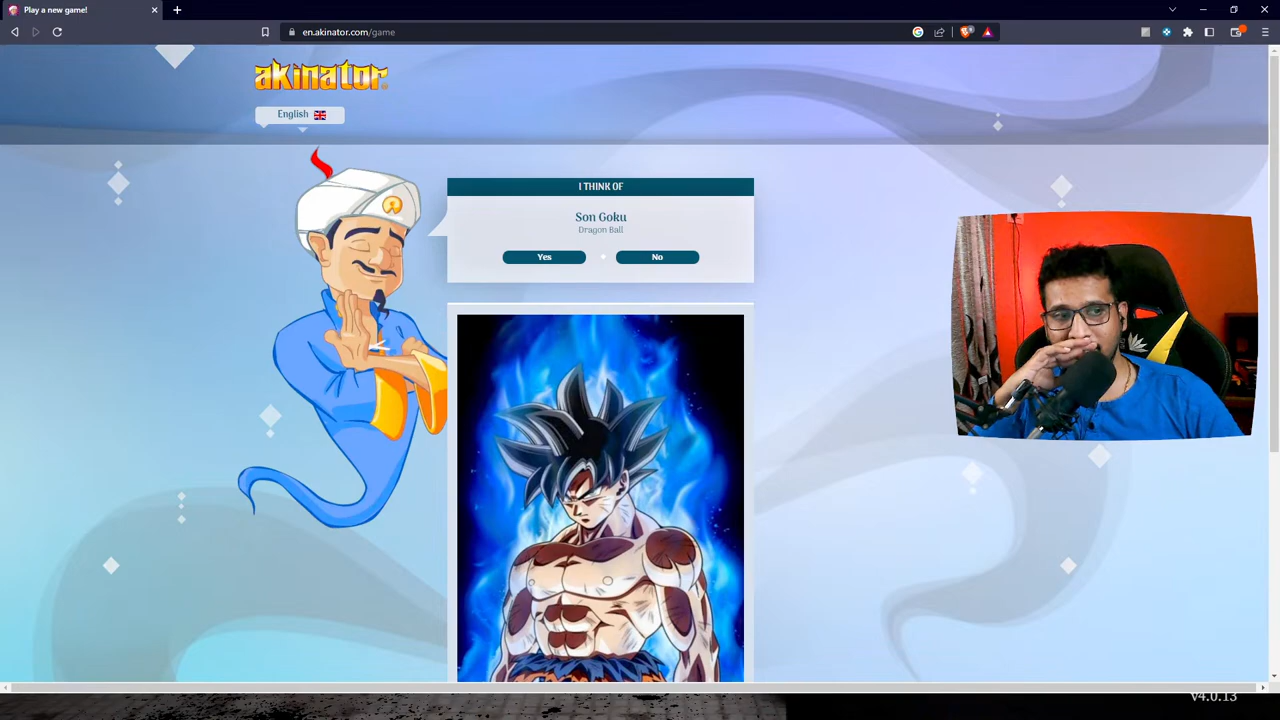 Play a new game!
en.akinator.com/game
akinator
English
I THINK OF
Son Goku
Dragon Ball
Yes
No
v4.0.13